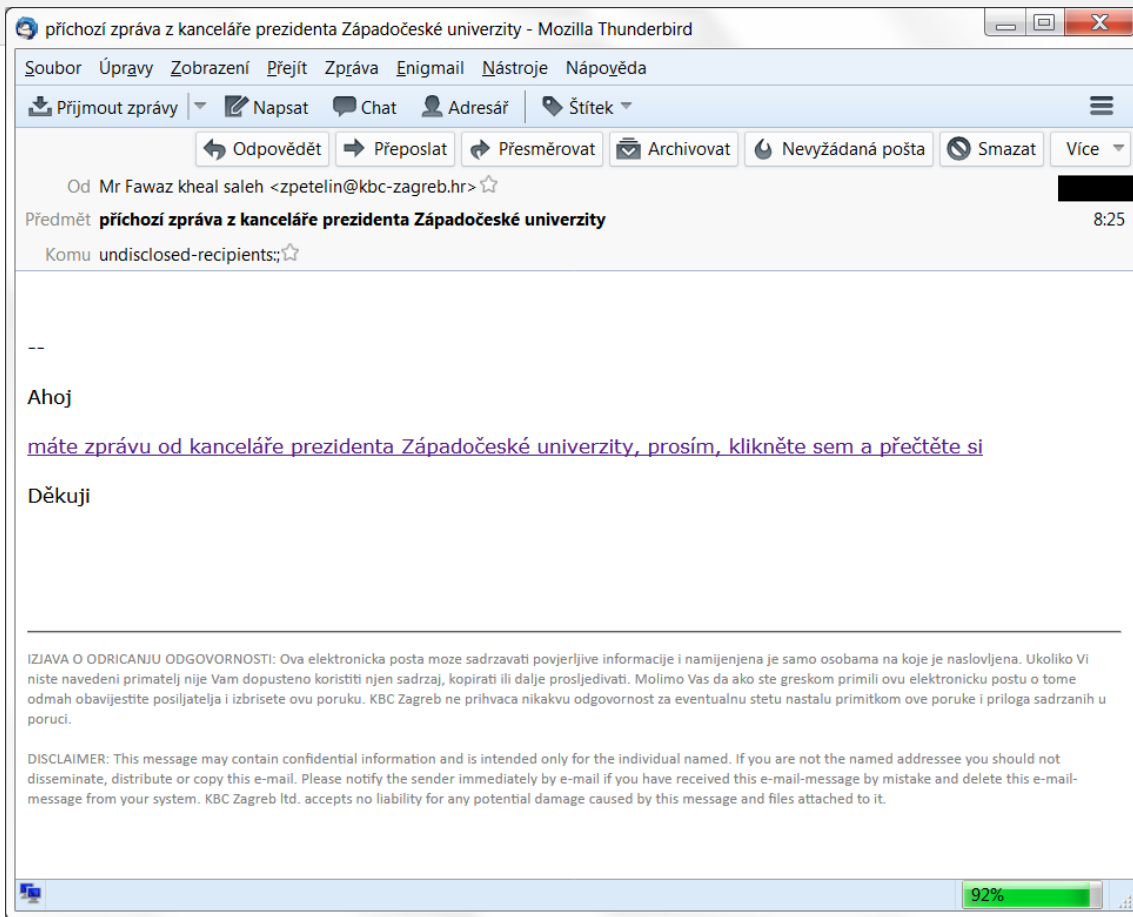 příchozí zpráva z kanceláře prezidenta Západočeské univerzity - Mozilla Thunderbird
Soubor Úpravy Zobrazení Přejít Zpráva Enigmail Nástroje Nápověda
Přijmout zprávy Napsat Chat Adresář Štítek
Odpovědět Přeposlat Přesměrovat Archivovat Nevyžádaná pošta Smazat Více
Od Mr Fawaz kheal saleh <zpetelin@kbc-zagreb.hr>
Předmět příchozí zpráva z kanceláře prezidenta Západočeské univerzity 8:25
Komu undisclosed-recipients:;
--
Ahoj
máte zprávu od kanceláře prezidenta Západočeské univerzity, prosím, klikněte sem a přečtěte si
Děkuji
IZJAVA O ODRICANJU ODGOVORNOSTI: Ova elektronicka posta moze sadrzavati povjerljive informacije i namijenjena je samo osobama na koje je naslovljena. Ukoliko Vi
niste navedeni primatelj nije Vam dopusteno koristiti njen sadrzaj, kopirati ili dalje prosljedivati. Molimo Vas da ako ste greskom primili ovu elektronicku postu o tome
odmah obavijestite posiljatelja i izbrisete ovu poruku. KBC Zagreb ne prihvaca nikakvu odgovornost za eventualnu stetu nastalu primitkom ove poruke i priloga sadrzanih u
poruci.
DISCLAIMER: This message may contain confidential information and is intended only for the individual named. If you are not the named addressee you should not
disseminate, distribute or copy this e-mail. Please notify the sender immediately by e-mail if you have received this e-mail-message by mistake and delete this e-mail-
message from your system. KBC Zagreb ltd. accepts no liability for any potential damage caused by this message and files attached to it.
92%